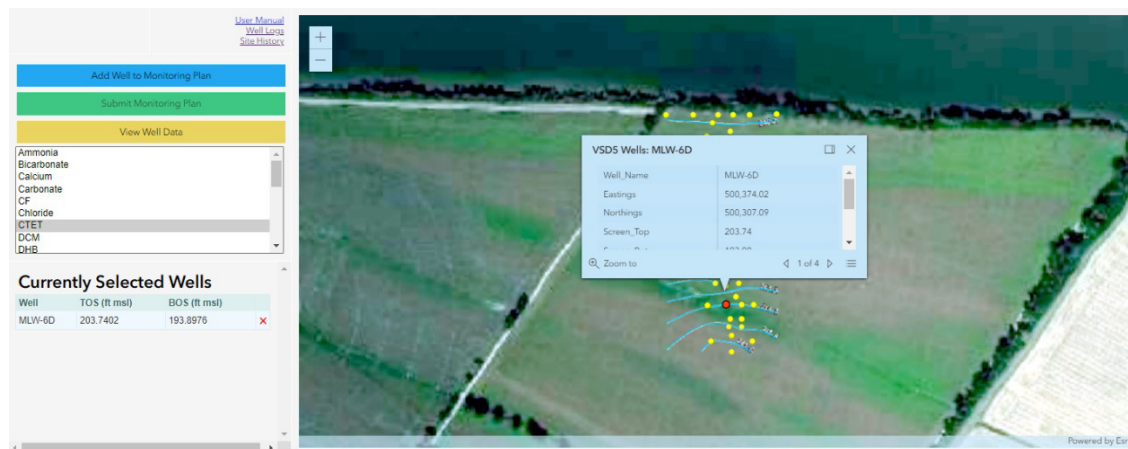 User Manual
Well Logs
Site History
Add Well to Monitoring Plan
Submit Monitoring Plan
View Well Data
Ammonia
Bicarbonate
Calcium
Carbonate
CF
Chloride
CTET
DCM
DHB
Currently Selected Wells
Well TOS (ft msl) BOS (ft msl)
MLW-6D 203.7402 193.8976
VSD5 Wells: MLW-6D
Well_Name MLW-6D
Eastings 500,374.02
Northings 500,307.09
Screen_Top 203.74
Zoom to 1 of 4
Powered by Esri